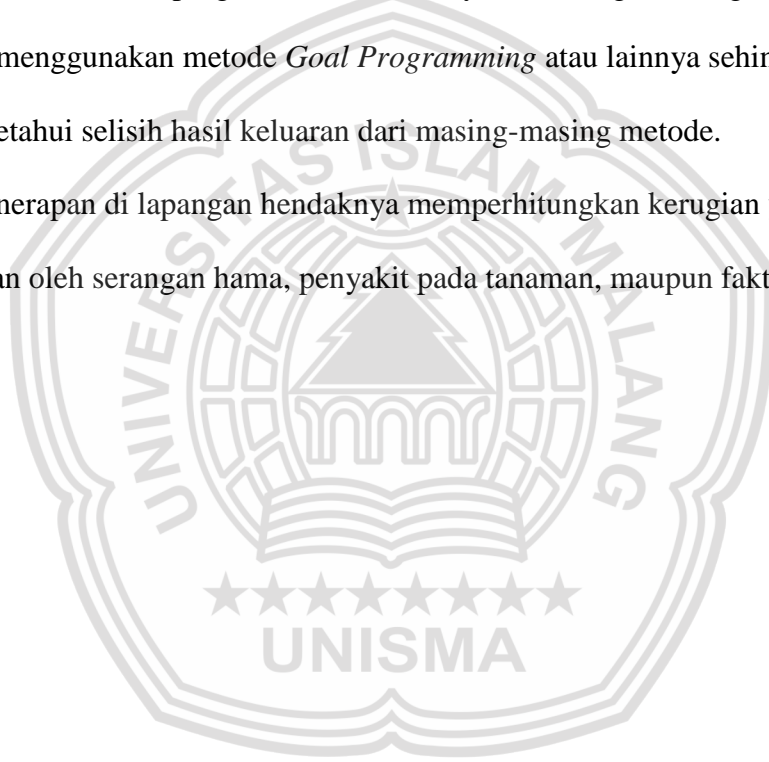 menggunakan metode Goal Programming atau lainnya sehin
etahui selisih hasil keluaran dari masing-masing metode.
nerapan di lapangan hendaknya memperhitungkan kerugian
an oleh serangan hama, penyakit pada tanaman, maupun fakt
UNIVERSITAS ISLAM MALANG
UNISMA